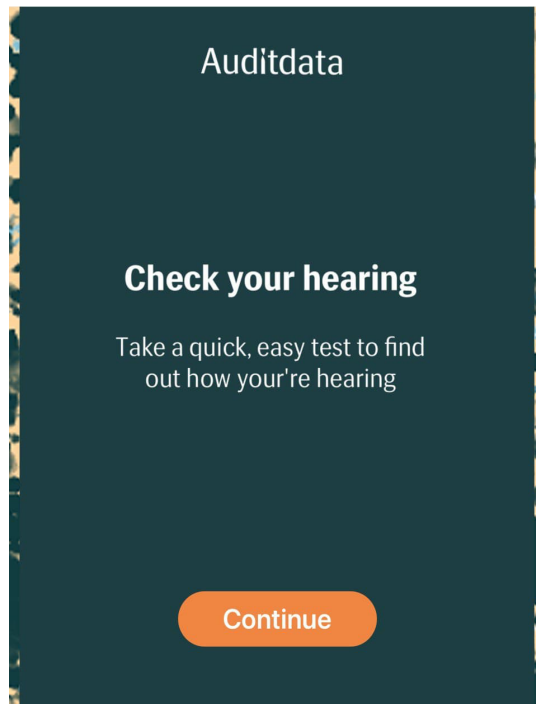 Auditdata
Check your hearing
Take a quick, easy test to find
out how your're hearing
Continue